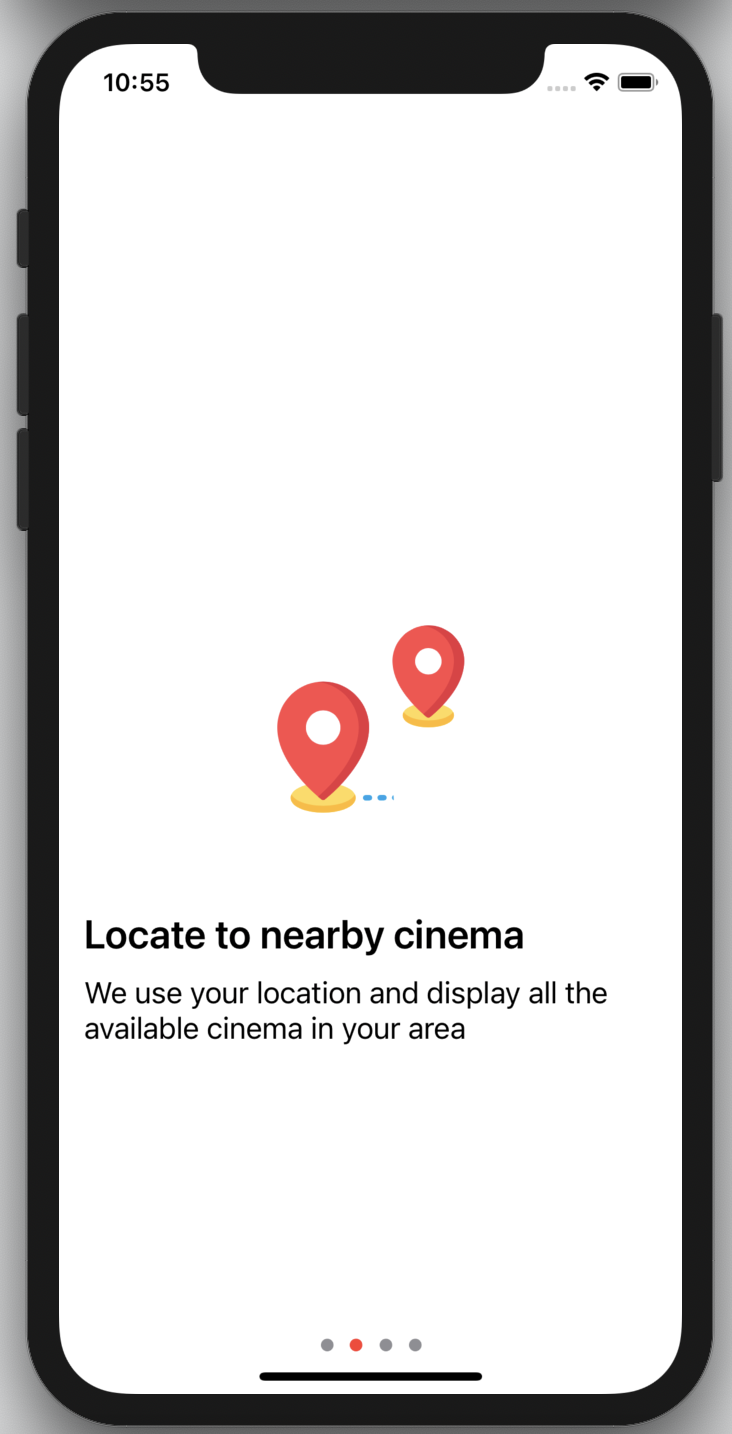 10:55
Locate to nearby cinema
We use your location and display all the
available cinema in your area